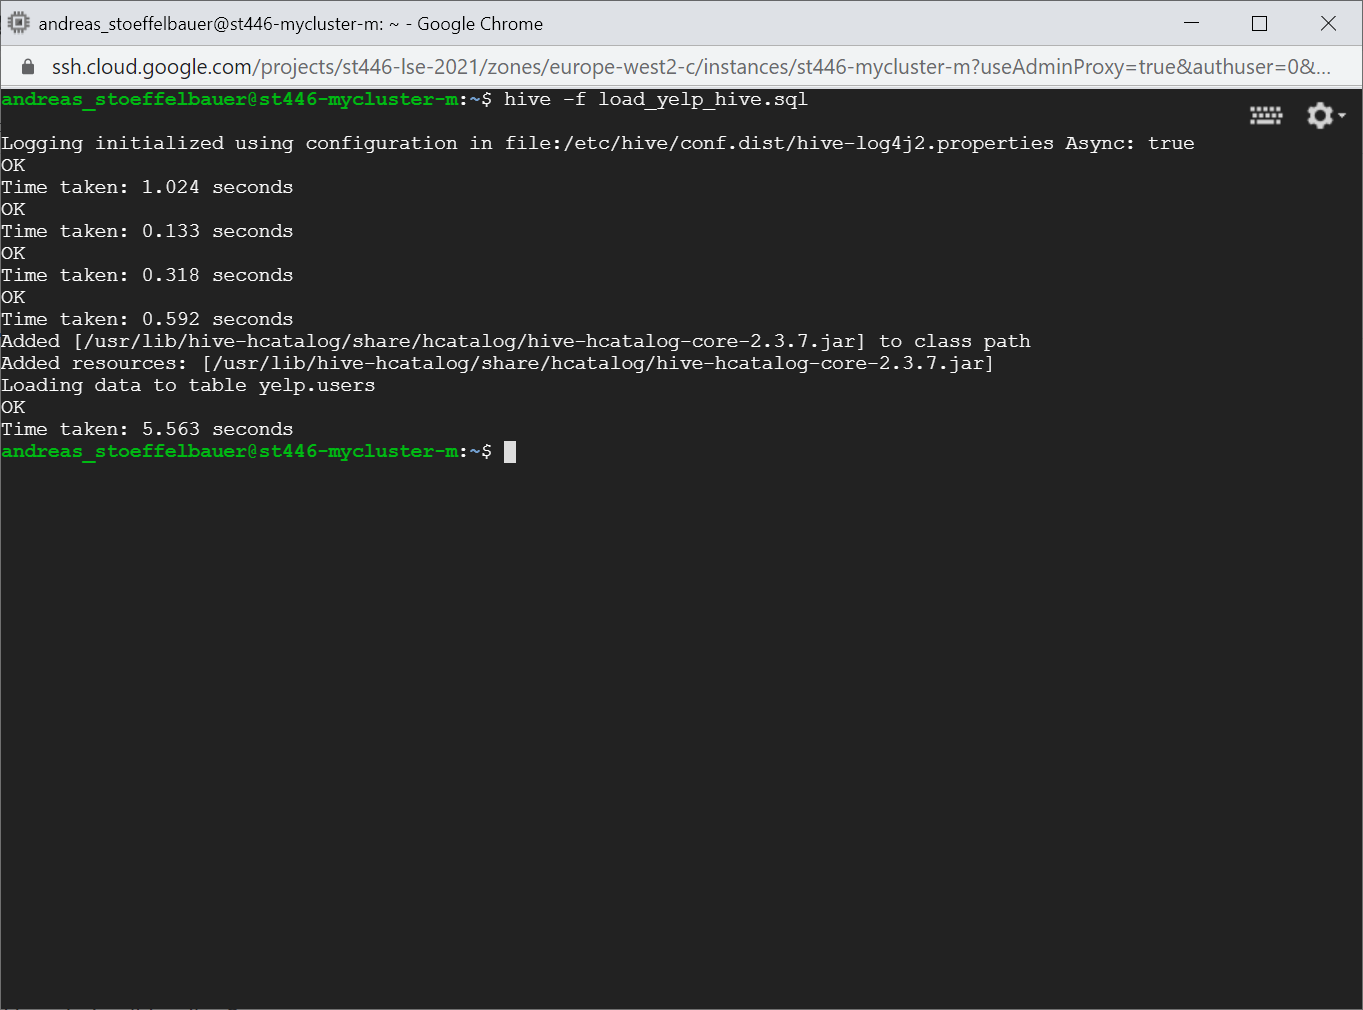 andreas_stoeffelbauer@st446-mycluster-m: ~ - Google Chrome
ssh.cloud.google.com/projects/st446-lse-2021/zones/europe-west2-c/instances/st446-mycluster-m?useAdminProxy=true&authuser=0&...
andreas_stoeffelbauer@st446-mycluster-m:~$ hive -f load_yelp_hive.sql
Logging initialized using configuration in file:/etc/hive/conf.dist/hive-log4j2.properties Async: true
OK
Time taken: 1.024 seconds
OK
Time taken: 0.133 seconds
OK
Time taken: 0.318 seconds
OK
Time taken: 0.592 seconds
Added [/usr/lib/hive-hcatalog/share/hcatalog/hive-hcatalog-core-2.3.7.jar] to class path
Added resources: [/usr/lib/hive-hcatalog/share/hcatalog/hive-hcatalog-core-2.3.7.jar]
Loading data to table yelp.users
OK
Time taken: 5.563 seconds
andreas_stoeffelbauer@st446-mycluster-m:~$